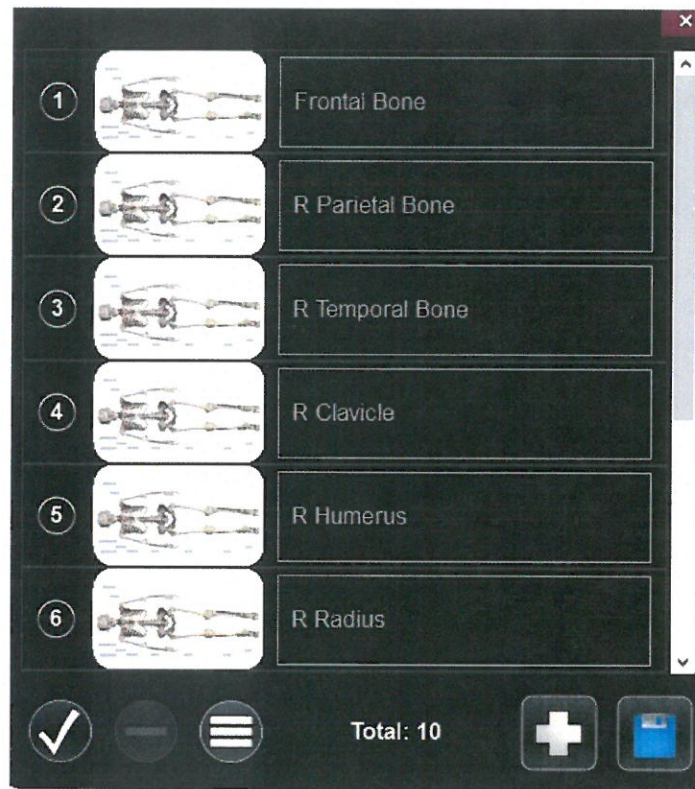 1 Frontal Bone
2 R Parietal Bone
3 R Temporal Bone
4 R Clavicle
5 R Humerus
6 R Radius
Total: 10